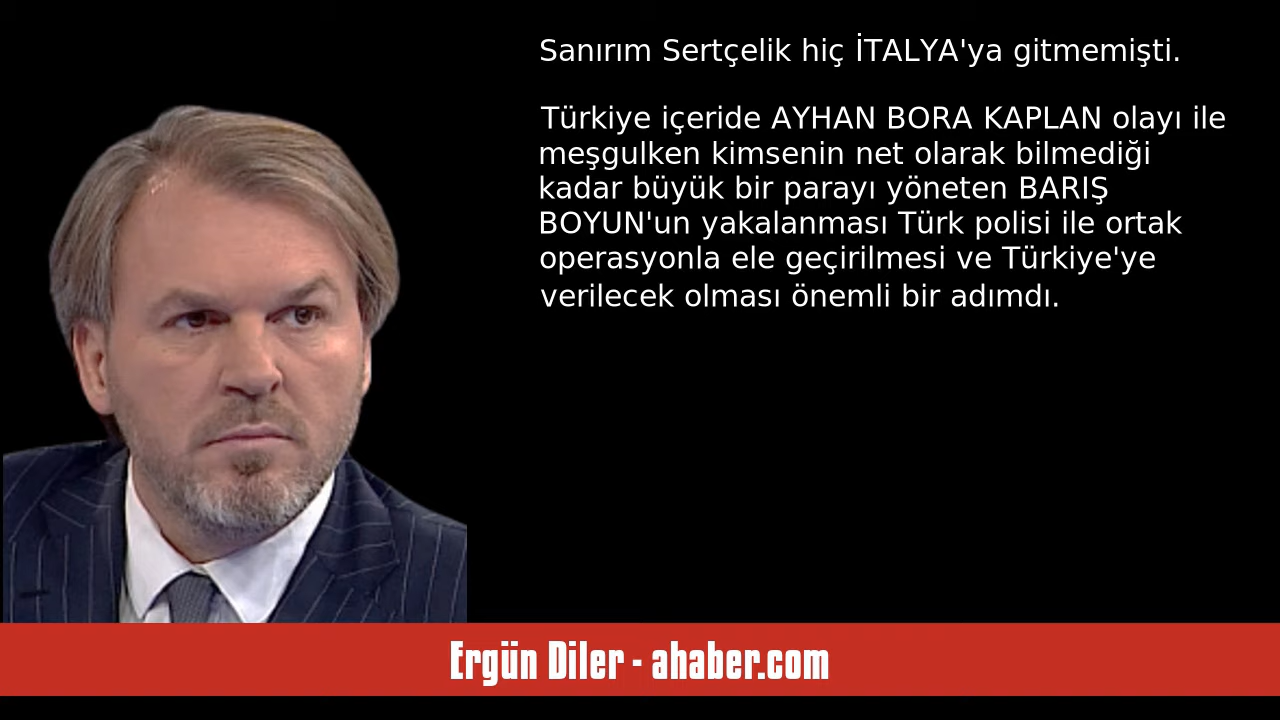 Sanırım Sertçelik hiç İTALYA'ya gitmemişti.
Türkiye içeride AYHAN BORA KAPLAN olayı ile
meşgulken kimsenin net olarak bilmediği
kadar büyük bir parayı yöneten BARIŞ
BOYUN'un yakalanması Türk polisi ile ortak
operasyonla ele geçirilmesi ve Türkiye'ye
verilecek olması önemli bir adımdı.
Ergün Diler - ahaber.com